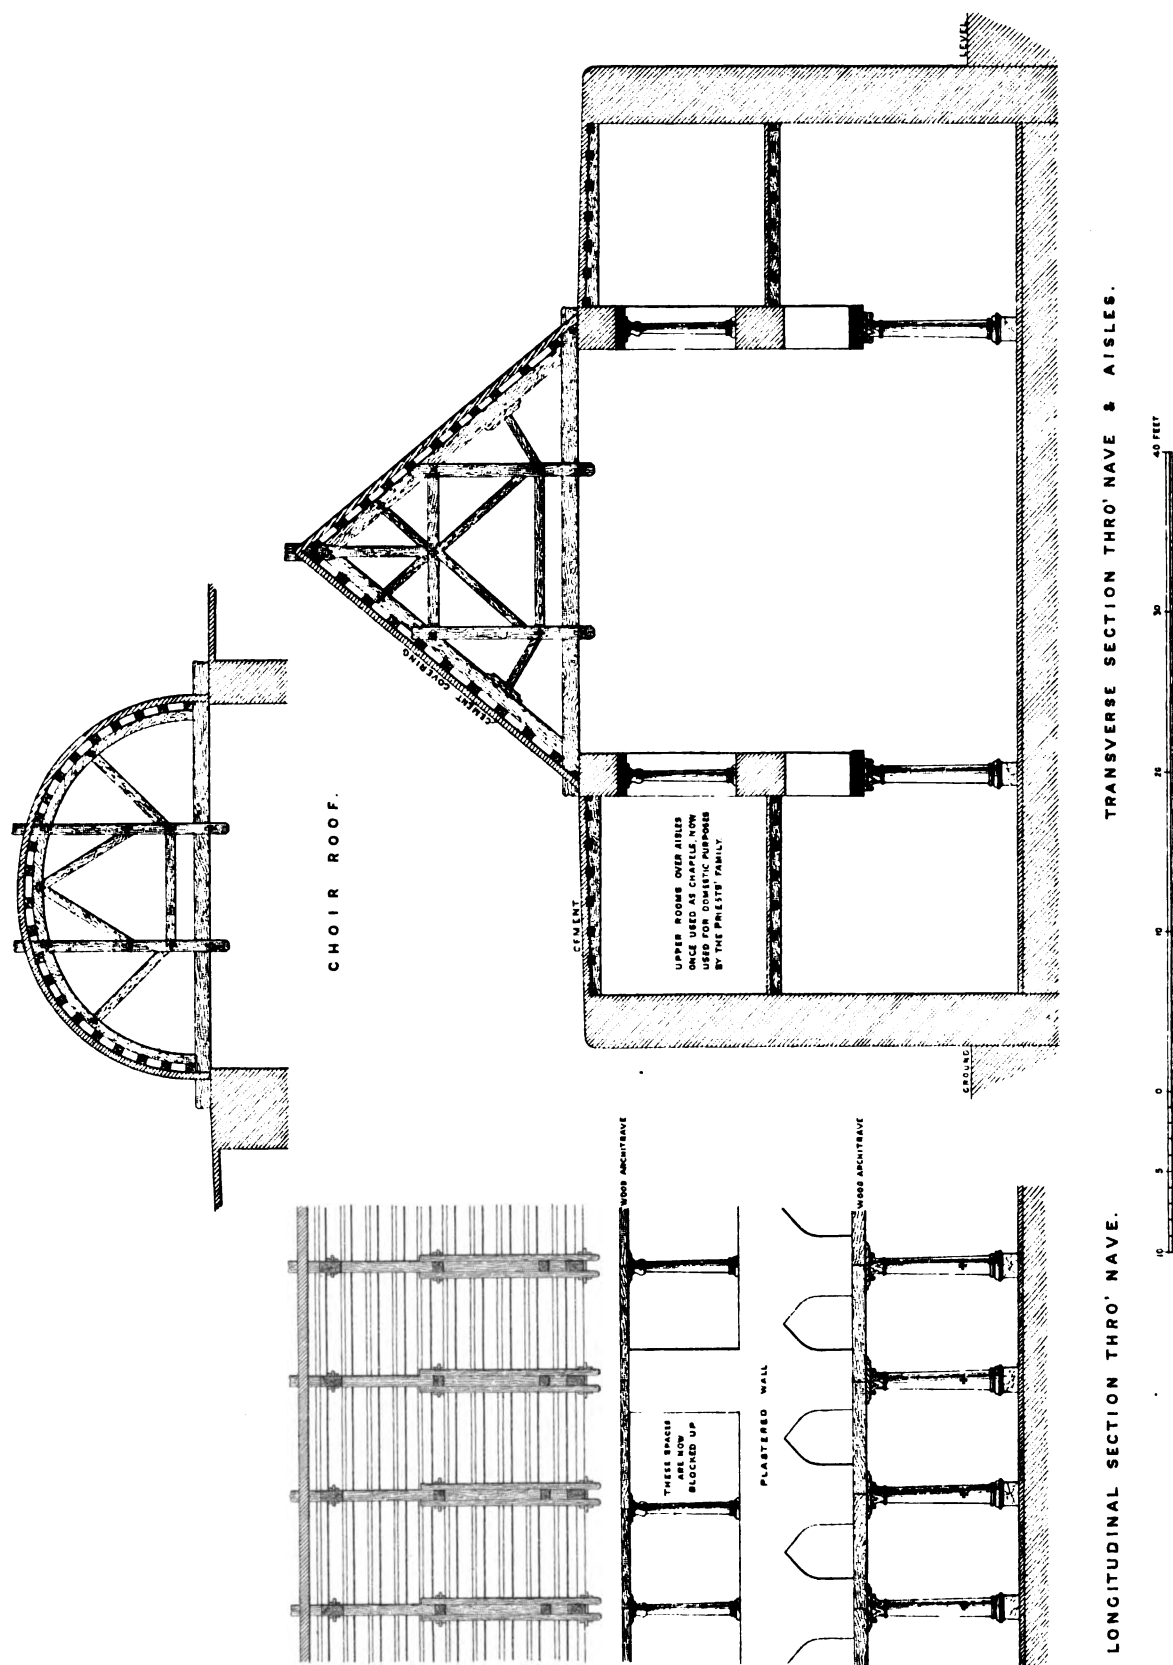 CHOIR ROOF.
CEMENT COVERING
CEMENT
UPPER ROOMS OVER AISLES
ONCE USED AS CHAPELS, NOW
USED FOR DOMESTIC PURPOSES
BY THE PRIESTS' FAMILY.
GROUND
LEVEL
WOOD ARCHITRAVE
THESE SPACES
ARE NOW
BLOCKED UP
PLASTERED WALL
WOOD ARCHITRAVE
LONGITUDINAL SECTION THRO' NAVE.
TRANSVERSE SECTION THRO' NAVE & AISLES.
10 5 0 10 20 30 40 FEET